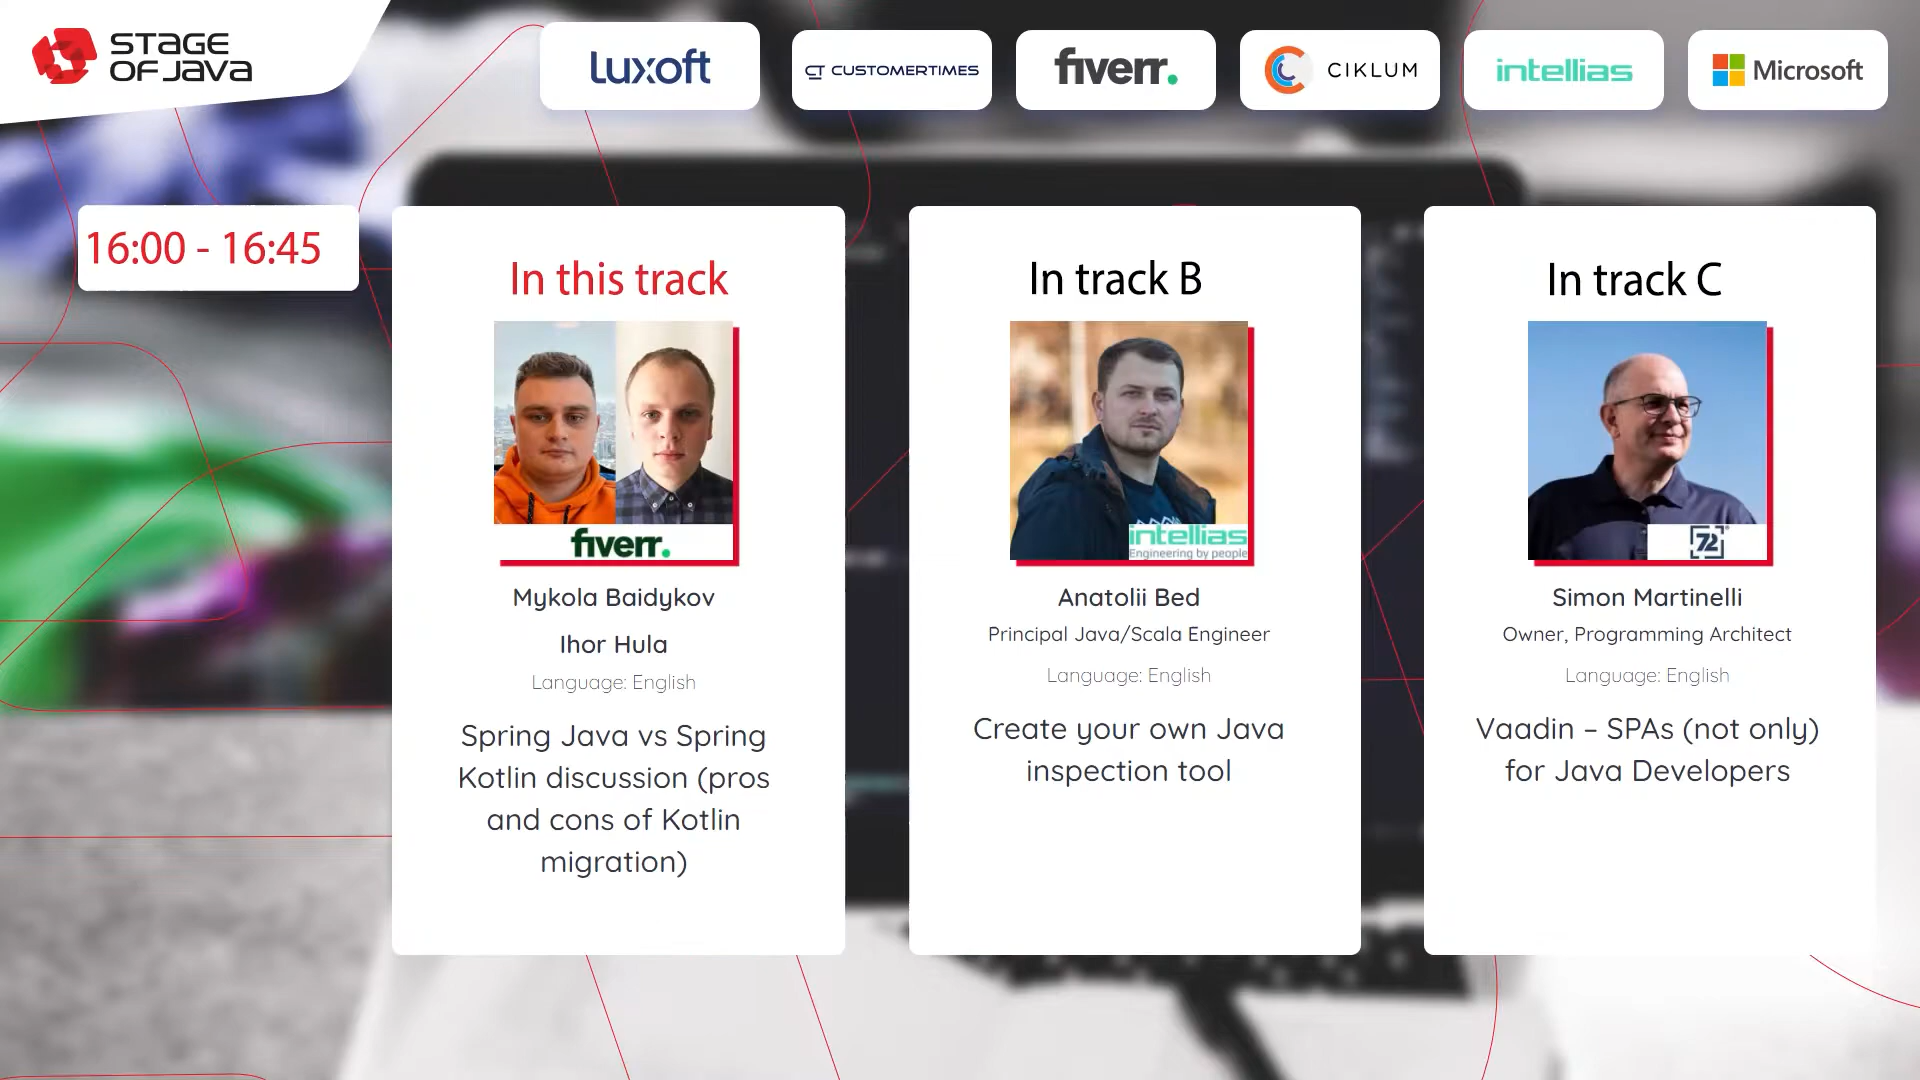 STAGE
OF JAVA
luxoft
CT CUSTOMERTIMES
fiverr.
CIKLUM
intellias
Microsoft
16:00 - 16:45
In this track
fiverr.
Mykola Baidykov
Ihor Hula
Language: English
Spring Java vs Spring
Kotlin discussion (pros
and cons of Kotlin
migration)
In track B
intellias
Engineering by people
Anatolii Bed
Principal Java/Scala Engineer
Language: English
Create your own Java
inspection tool
In track C
72
Simon Martinelli
Owner, Programming Architect
Language: English
Vaadin – SPAs (not only)
for Java Developers